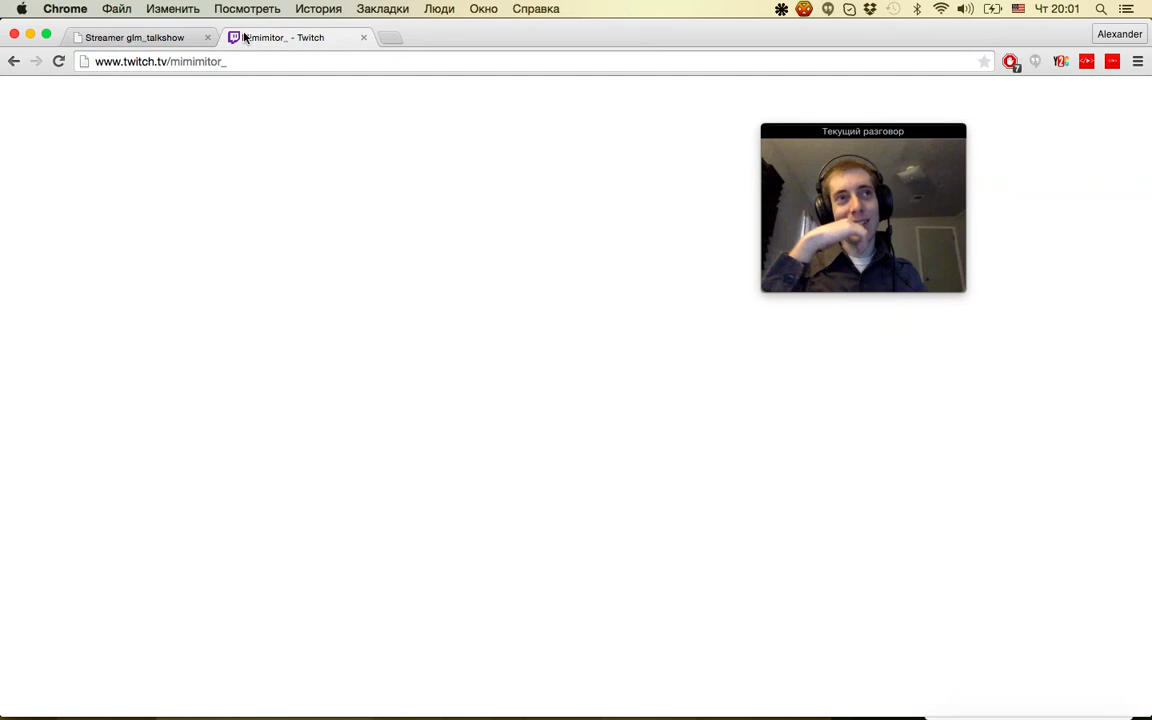 Chrome Файл Изменить Посмотреть История Закладки Люди Окно Справка Чт 20:01
Streamer glm_talkshow
mimitor_ - Twitch
Alexander
www.twitch.tv/mimimitor_
7
Текущий разговор